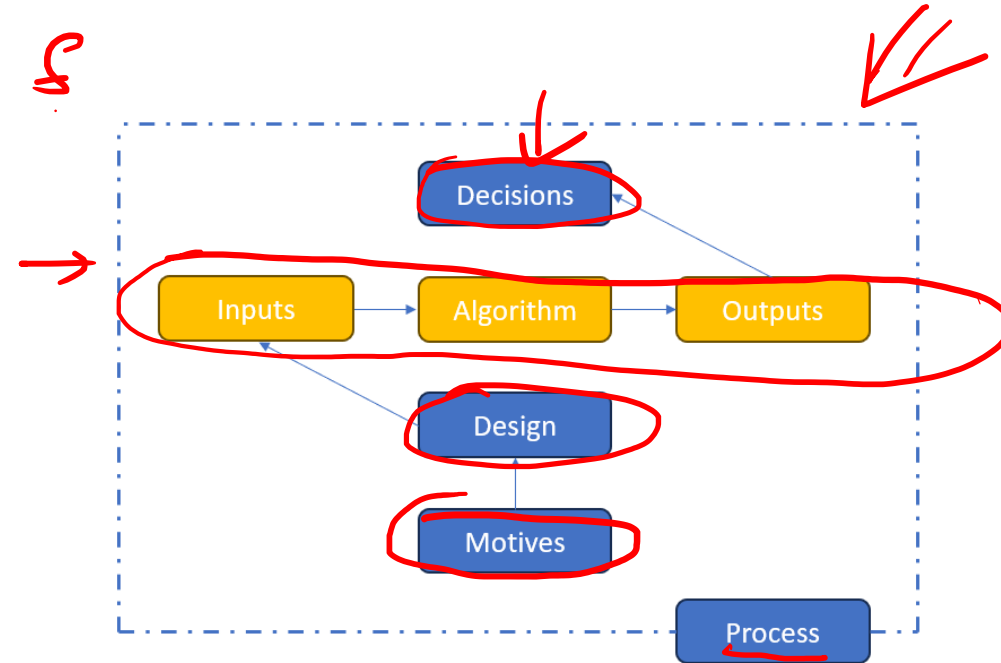 Decisions
Inputs Algorithm Outputs
Design
Motives
Process